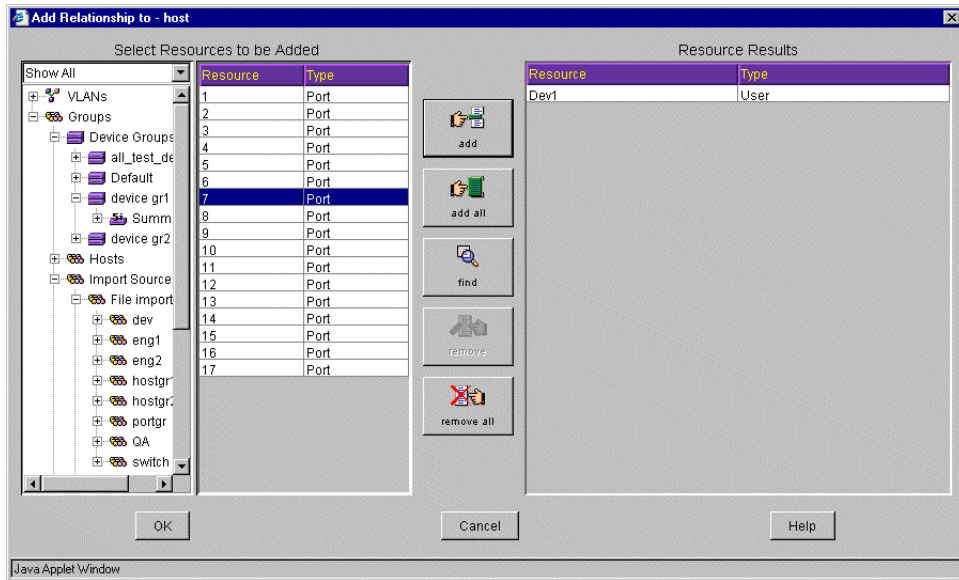 Add Relationship to - host
Select Resources to be Added
Resource Results
Show All
VLANs
Groups
Device Groups
all_test_de
Default
device gr1
Summ
device gr2
Hosts
Import Source
File import
dev
eng1
eng2
hostgr1
hostgr2
portgr
QA
switch
Resource Type
1 Port
2 Port
3 Port
4 Port
5 Port
6 Port
7 Port
8 Port
9 Port
10 Port
11 Port
12 Port
13 Port
14 Port
15 Port
16 Port
17 Port
add
add all
find
remove
remove all
Resource Type
Dev1 User
OK
Cancel
Help
Java Applet Window